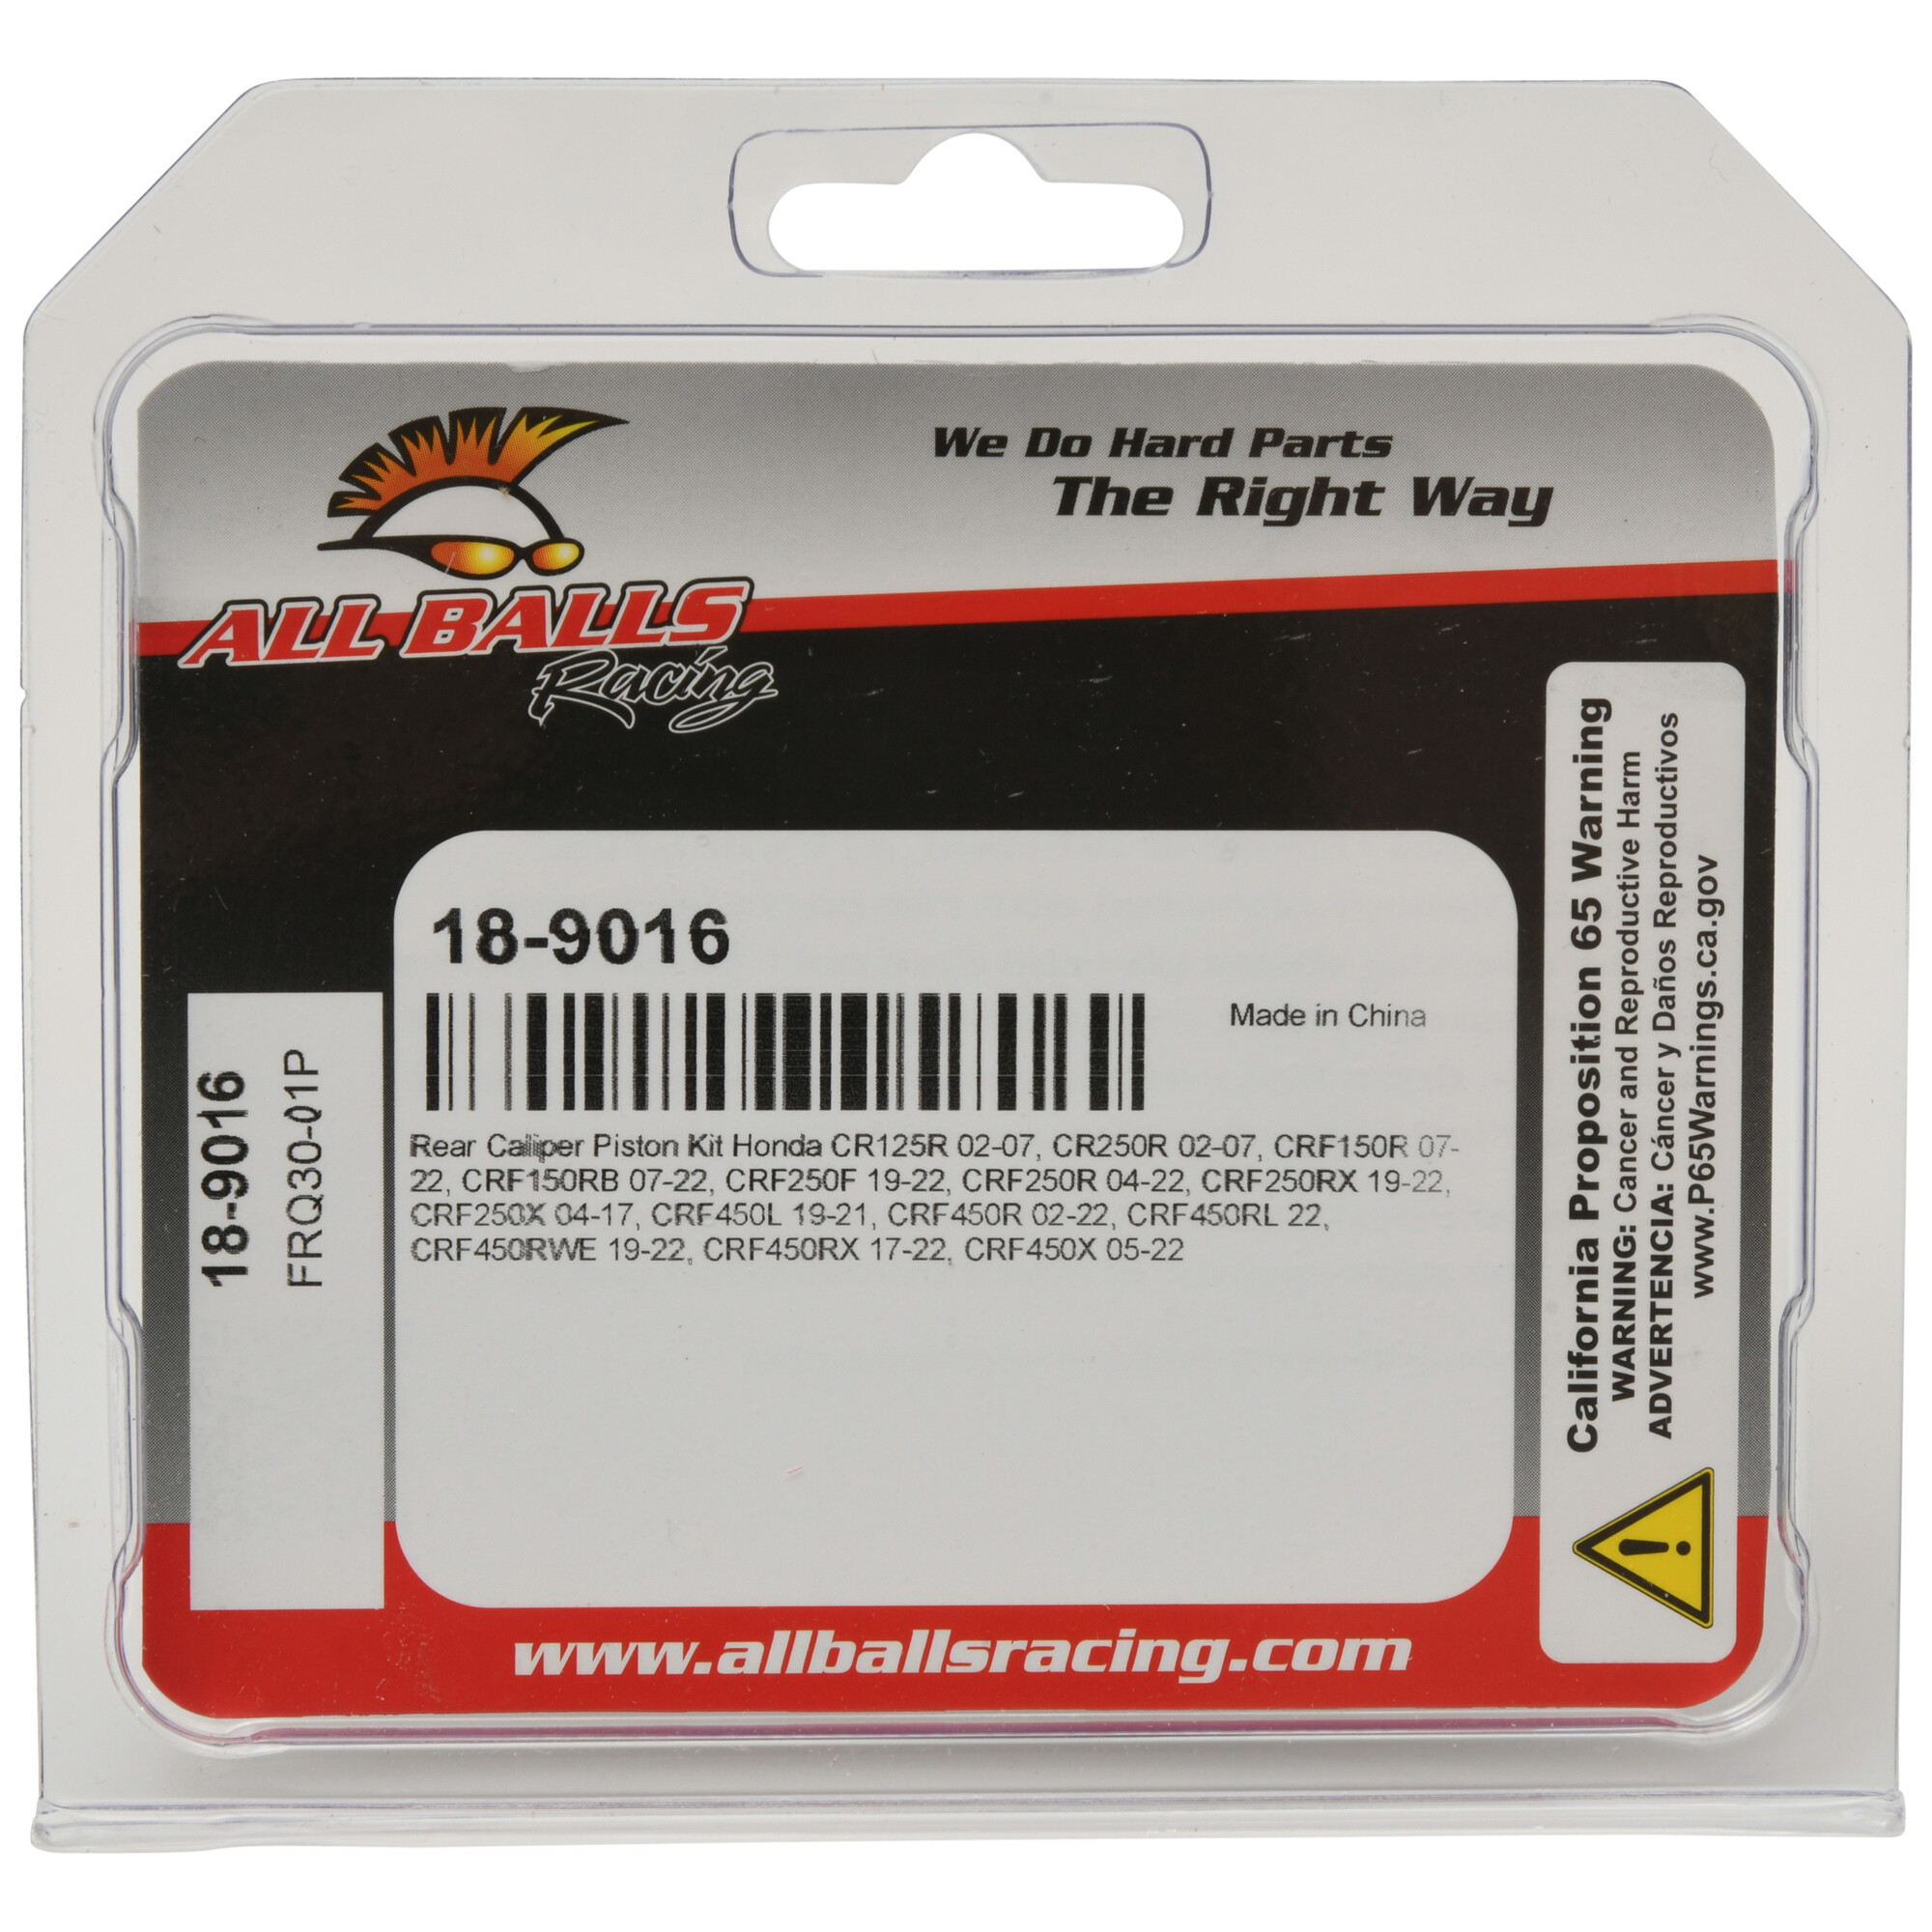 We Do Hard Parts
The Right Way
ALL BALLS
Racing
18-9016
Made in China
Rear Caliper Piston Kit Honda CR125R 02-07, CR250R 02-07, CRF150R 07-
22, CRF150RB 07-22, CRF250F 19-22, CRF250R 04-22, CRF250RX 19-22,
CRF250X 04-17, CRF450L 19-21, CRF450R 02-22, CRF450RL 22,
CRF450RWE 19-22, CRF450RX 17-22, CRF450X 05-22
18-9016
FRQ30-01P
California Proposition 65 Warning
WARNING: Cancer and Reproductive Harm
ADVERTENCIA: Cáncer y Daños Reproductivos
www.P65Warnings.ca.gov
www.allballsracing.com